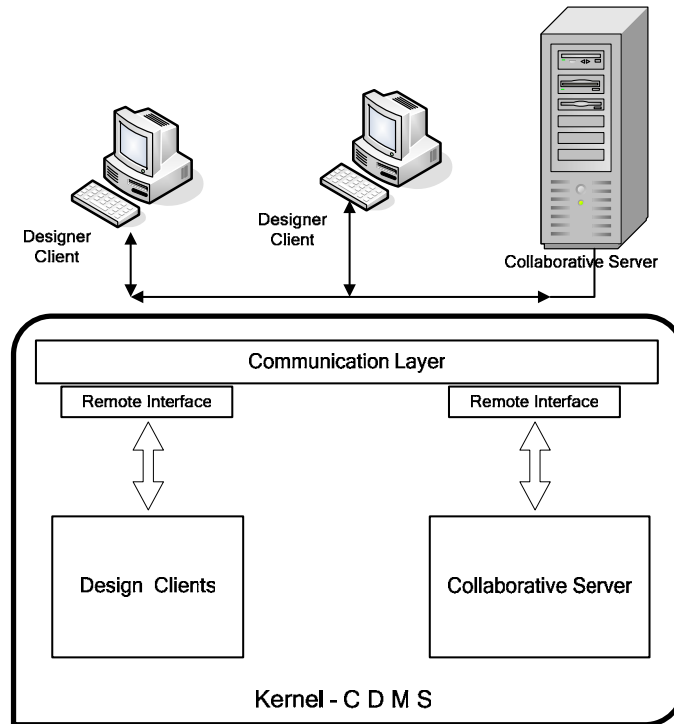 Designer
Client
Designer
Client
Collaborative Server
Communication Layer
Remote Interface
Remote Interface
Design Clients
Collaborative Server
Kernel - C D M S